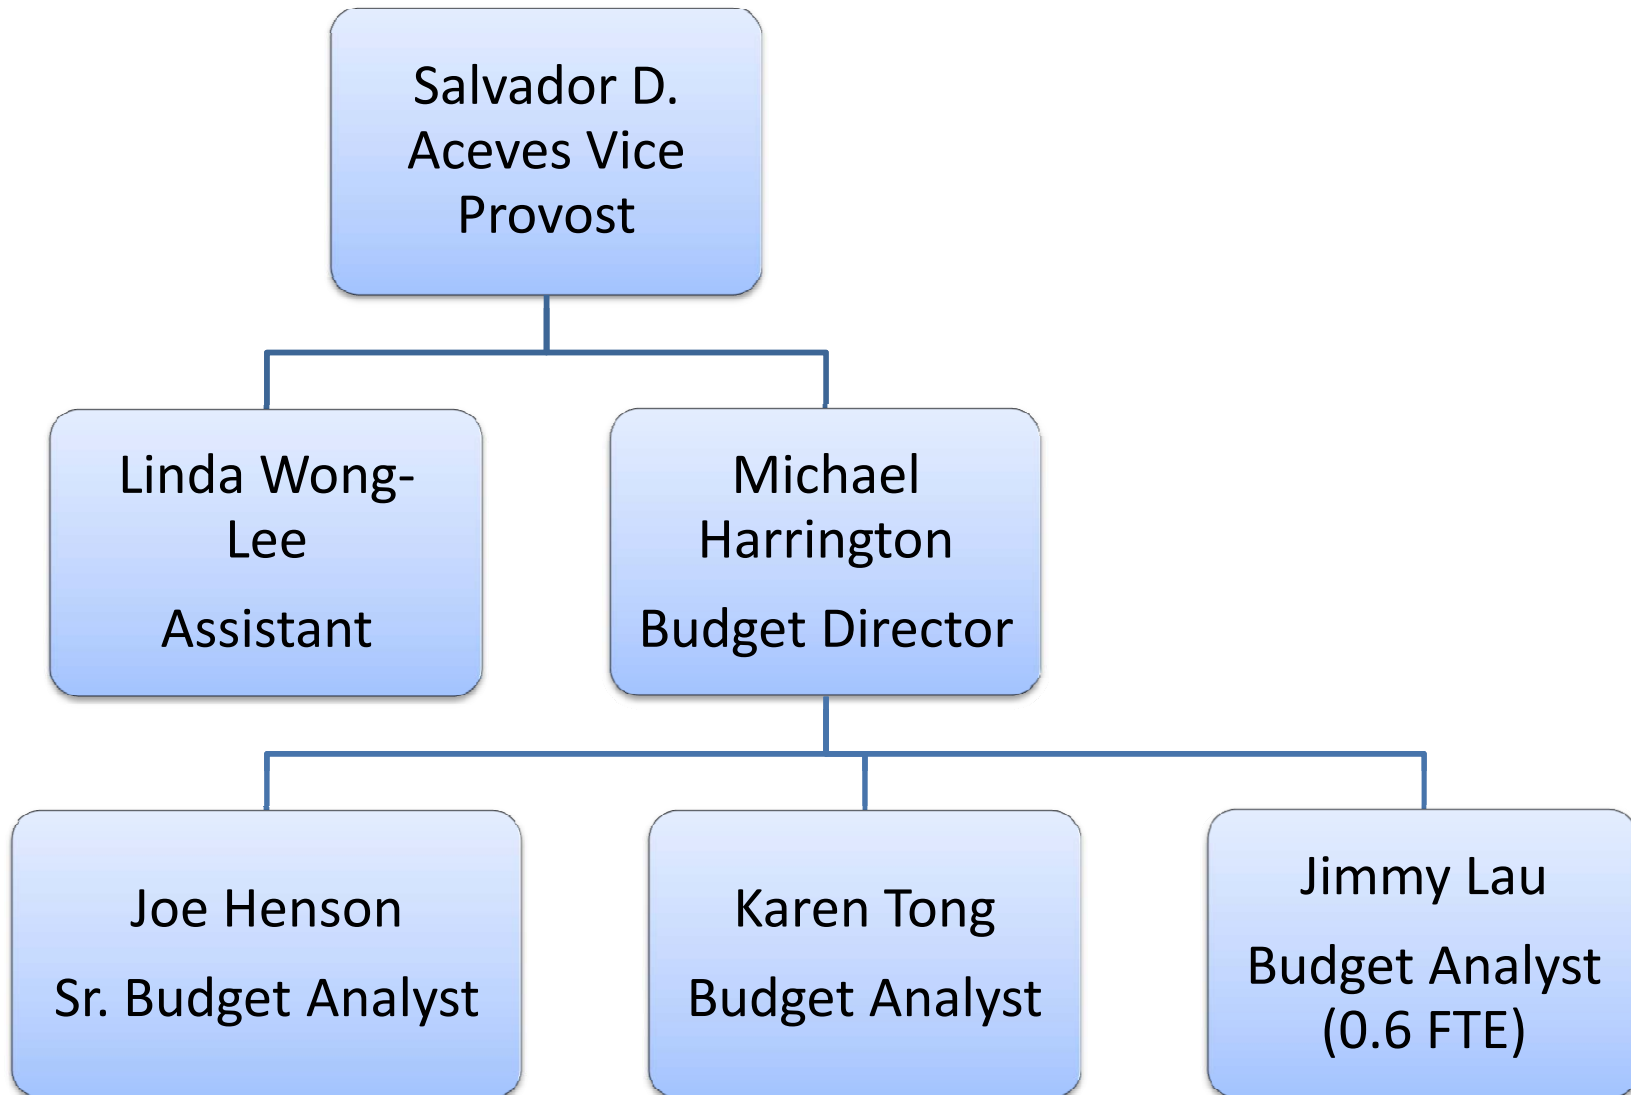 Salvador D.
Aceves Vice
Provost
Linda Wong-
Lee
Assistant
Michael
Harrington
Budget Director
Joe Henson
Sr. Budget Analyst
Karen Tong
Budget Analyst
Jimmy Lau
Budget Analyst
(0.6 FTE)